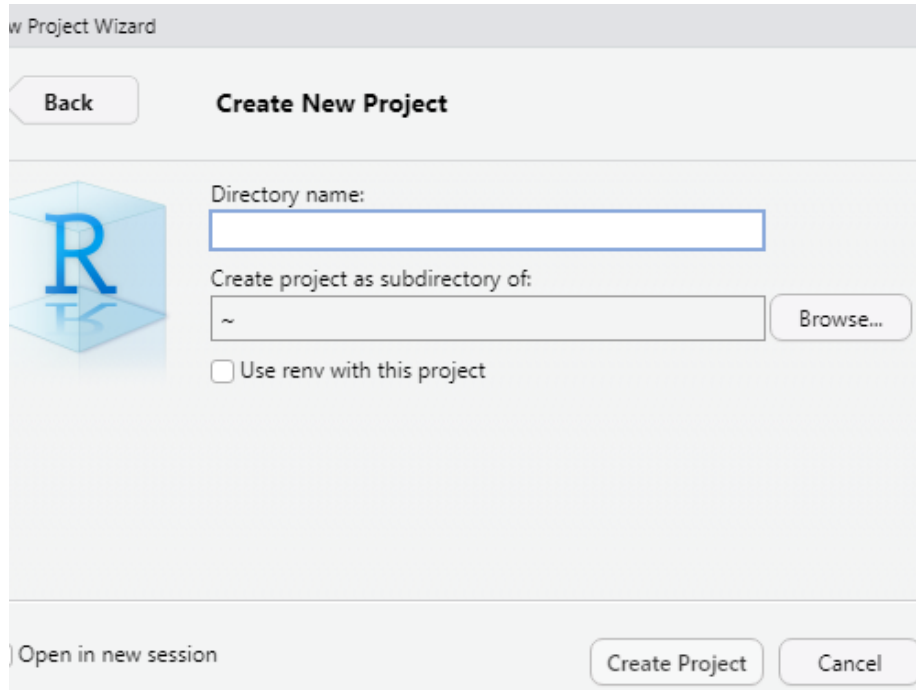 w Project Wizard
Back
Create New Project
R
Directory name:
Create project as subdirectory of:
~
Browse...
Use renv with this project
Open in new session
Create Project
Cancel